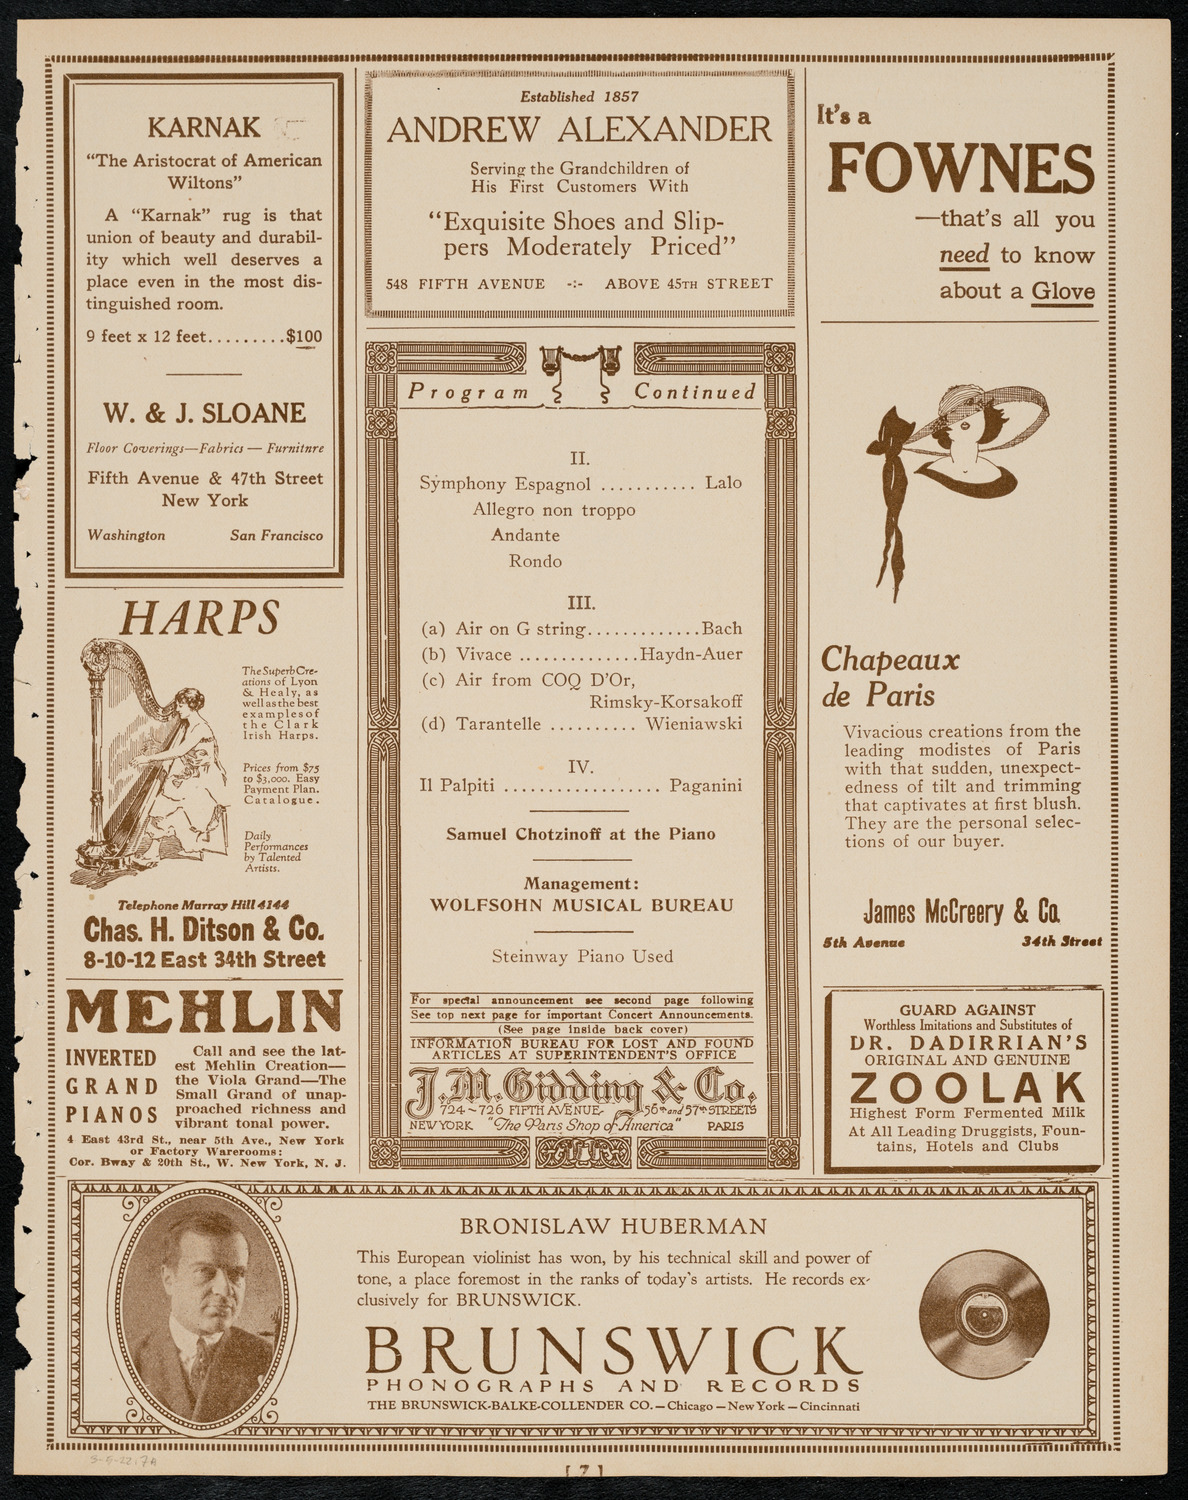 KARNAK
“The Aristocrat of American
Wiltons”
A “Karnak” rug is that
union of beauty and durabil-
ity which well deserves a
place even in the most dis-
tinguished room.
9 feet x 12 feet.........$100
W. & J. SLOANE
Floor Coverings—Fabrics — Furnitnre
Fifth Avenue & 47th Street
New York
Washington San Francisco
HARPS
The Superb Cre-
ations of Lyon
& Healy, as
well as the best
examples of
the Clark
Irish Harps.
Prices from $75
to $3,000. Easy
Payment Plan.
Catalogue.
Daily
Performances
by Talented
Artists.
Telephone Murray Hill 4144
Chas. H. Ditson & Co.
8-10-12 East 34th Street
MEHLIN
INVERTED
GRAND
PIANOS
Call and see the lat-
est Mehlin Creation—
the Viola Grand—The
Small Grand of unap-
proached richness and
vibrant tonal power.
4 East 43rd St., near 5th Ave., New York
or Factory Warerooms:
Cor. Bway & 20th St., W. New York, N. J.
Established 1857
ANDREW ALEXANDER
Serving the Grandchildren of
His First Customers With
“Exquisite Shoes and Slip-
pers Moderately Priced”
548 FIFTH AVENUE -:- ABOVE 45TH STREET
Program Continued
II.
Symphony Espagnol ........... Lalo
Allegro non troppo
Andante
Rondo
III.
(a) Air on G string.............Bach
(b) Vivace ..............Haydn-Auer
(c) Air from COQ D’Or,
Rimsky-Korsakoff
(d) Tarantelle .......... Wieniawski
IV.
Il Palpiti .................. Paganini
Samuel Chotzinoff at the Piano
Management:
WOLFSOHN MUSICAL BUREAU
Steinway Piano Used
For special announcement see second page following
See top next page for important Concert Announcements.
(See page inside back cover)
INFORMATION BUREAU FOR LOST AND FOUND
ARTICLES AT SUPERINTENDENT’S OFFICE
J.M. Gidding & Co.
724~726 FIFTH AVENUE- 56th and 57th STREETS
NEW YORK "The Paris Shop of America" PARIS
It’s a
FOWNES
—that’s all you
need to know
about a Glove
Chapeaux
de Paris
Vivacious creations from the
leading modistes of Paris
with that sudden, unexpect-
edness of tilt and trimming
that captivates at first blush.
They are the personal selec-
tions of our buyer.
James McCreery & Co.
5th Avenue 34th Street
GUARD AGAINST
Worthless Imitations and Substitutes of
DR. DADIRRIAN’S
ORIGINAL AND GENUINE
ZOOLAK
Highest Form Fermented Milk
At All Leading Druggists, Foun-
tains, Hotels and Clubs
BRONISLAW HUBERMAN
This European violinist has won, by his technical skill and power of
tone, a place foremost in the ranks of today’s artists. He records ex-
clusively for BRUNSWICK.
BRUNSWICK
PHONOGRAPHS AND RECORDS
THE BRUNSWICK-BALKE-COLLENDER CO.—Chicago—New York—Cincinnati
3-5-22:7A
[ 7 ]